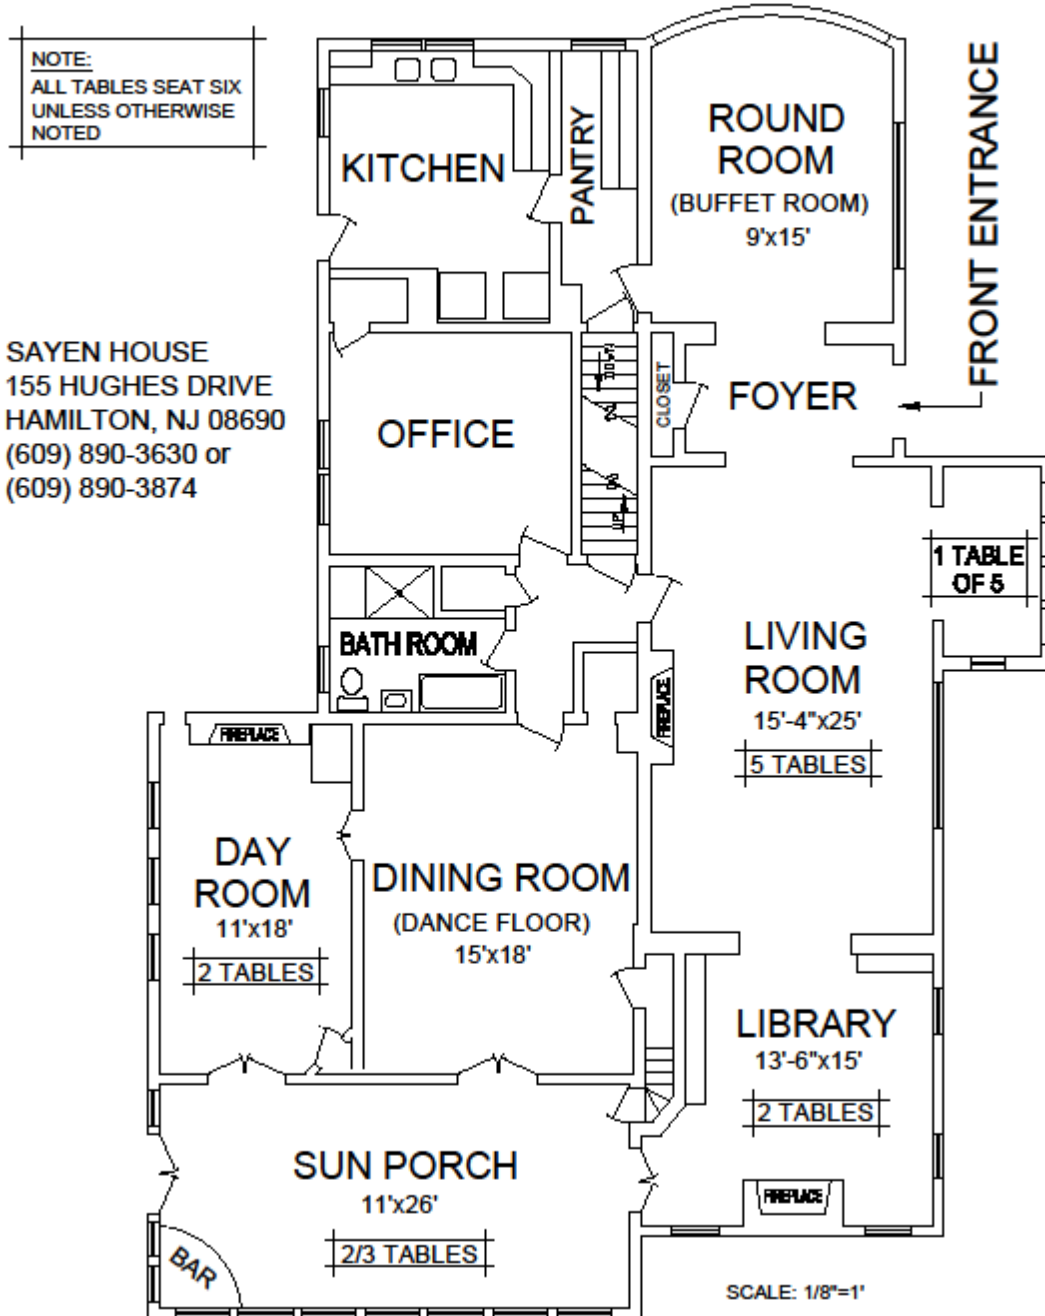 NOTE:
ALL TABLES SEAT SIX
UNLESS OTHERWISE
NOTED
SAYEN HOUSE
155 HUGHES DRIVE
HAMILTON, NJ 08690
(609) 890-3630 or
(609) 890-3874
KITCHEN
PANTRY
ROUND
ROOM
(BUFFET ROOM)
9'x15'
FRONT ENTRANCE
OFFICE
DOWN
UP
CLOSET
FOYER
1 TABLE
OF 5
BATH ROOM
LIVING
ROOM
15'-4"x25'
5 TABLES
FIREPLACE
FIREPLACE
DAY
ROOM
11'x18'
2 TABLES
DINING ROOM
(DANCE FLOOR)
15'x18'
LIBRARY
13'-6"x15'
2 TABLES
FIREPLACE
SUN PORCH
11'x26'
2/3 TABLES
BAR
SCALE: 1/8"=1'